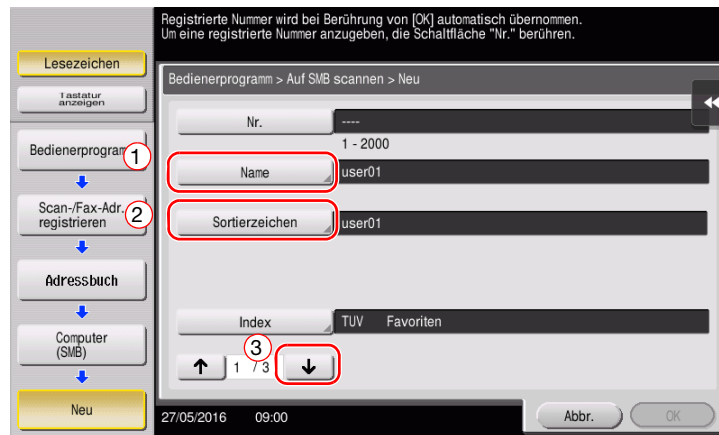 Registrierte Nummer wird bei Berührung von [OK] automatisch übernommen.
Um eine registrierte Nummer anzugeben, die Schaltfläche "Nr." berühren.
Lesezeichen
Tastatur
anzeigen
Bedienerprogram
1
Scan-/Fax-Adr.
registrieren
2
Adressbuch
Computer
(SMB)
Neu
Bedienerprogramm > Auf SMB scannen > Neu
Nr.
----
1 - 2000
Name
user01
Sortierzeichen
user01
Index
TUV Favoriten
3
↑ 1 / 3 ↓
27/05/2016 09:00
Abbr.
OK